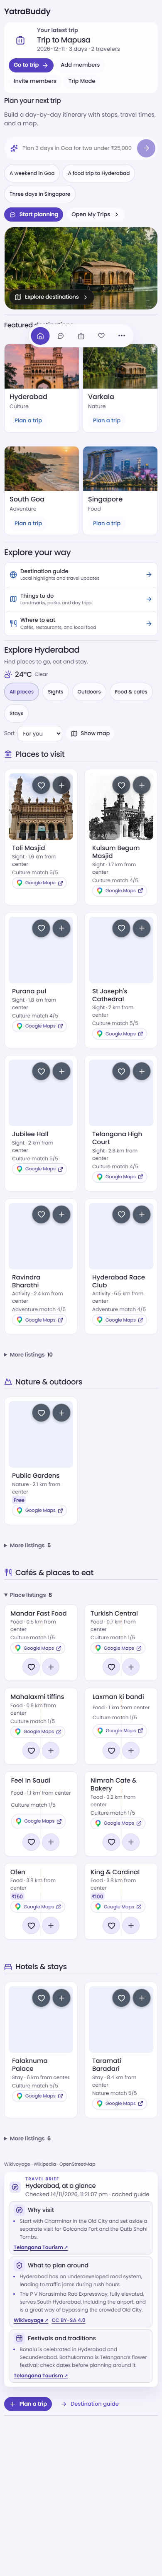 YatraBuddy
Your latest trip
Trip to Mapusa
2026-12-11 · 3 days · 2 travelers
Go to trip
Add members
Invite members
Trip Mode
Plan your next trip
Build a day-by-day itinerary with stops, travel times, and a map.
Plan 3 days in Goa for two under ₹25,000
A weekend in Goa
A food trip to Hyderabad
Three days in Singapore
Start planning
Open My Trips
Explore destinations
Featured destinations
Hyderabad
Culture
Plan a trip
Varkala
Nature
Plan a trip
South Goa
Adventure
Plan a trip
Singapore
Food
Plan a trip
Explore your way
Destination guide
Local highlights and travel updates
Things to do
Landmarks, parks, and day trips
Where to eat
Cafés, restaurants, and local food
Explore Hyderabad
Find places to go, eat and stay.
24°C Clear
All places
Sights
Outdoors
Food & cafés
Stays
Sort
For you
Show map
Places to visit
Toli Masjid
Sight · 1.6 km from center
Culture match 5/5
Google Maps
Kulsum Begum Masjid
Sight · 1.7 km from center
Culture match 4/5
Google Maps
Purana pul
Sight · 1.8 km from center
Culture match 4/5
Google Maps
St Joseph's Cathedral
Sight · 2 km from center
Culture match 5/5
Google Maps
Jubilee Hall
Sight · 2 km from center
Culture match 5/5
Google Maps
Telangana High Court
Sight · 2.3 km from center
Culture match 4/5
Google Maps
Ravindra Bharathi
Activity · 2.4 km from center
Adventure match 4/5
Google Maps
Hyderabad Race Club
Activity · 5.5 km from center
Adventure match 4/5
Google Maps
More listings 10
Nature & outdoors
Public Gardens
Nature · 2.1 km from center
Free
Google Maps
More listings 5
Cafés & places to eat
Place listings 8
Mandar Fast Food
Food · 0.5 km from center
Culture match 1/5
Google Maps
Turkish Central
Food · 0.7 km from center
Culture match 1/5
Google Maps
Mahalaxmi tiffins
Food · 0.9 km from center
Culture match 1/5
Google Maps
Laxman ki bandi
Food · 1 km from center
Culture match 1/5
Google Maps
Feel In Saudi
Food · 1.1 km from center
Culture match 1/5
Google Maps
Nimrah Cafe & Bakery
Food · 3.2 km from center
Culture match 1/5
Google Maps
Ofen
Food · 3.8 km from center
₹150
Google Maps
King & Cardinal
Food · 3.8 km from center
₹100
Google Maps
Hotels & stays
Falaknuma Palace
Stay · 6 km from center
Culture match 5/5
Google Maps
Taramati Baradari
Stay · 8.4 km from center
Nature match 5/5
Google Maps
More listings 6
Wikivoyage · Wikipedia · OpenStreetMap
TRAVEL BRIEF
Hyderabad, at a glance
Checked 14/11/2026, 9:21:07 pm · cached guide
Why visit
Start with Charminar in the Old City and set aside a separate visit for Golconda Fort and the Qutb Shahi Tombs.
Telangana Tourism ↗
What to plan around
Hyderabad has an underdeveloped road network, leading to traffic jams during rush hours.
The P V Narasimha Rao Expressway, fully elevated, serves South Hyderabad, including the airport, and is a great way of bypassing the crowded Old City.
Wikivoyage ↗ CC BY-SA 4.0
Festivals and traditions
Bonalu is celebrated in Hyderabad and Secunderabad. Bathukamma is Telangana's flower festival; check dates before planning around it.
Telangana Tourism ↗
Plan a trip
Destination guide